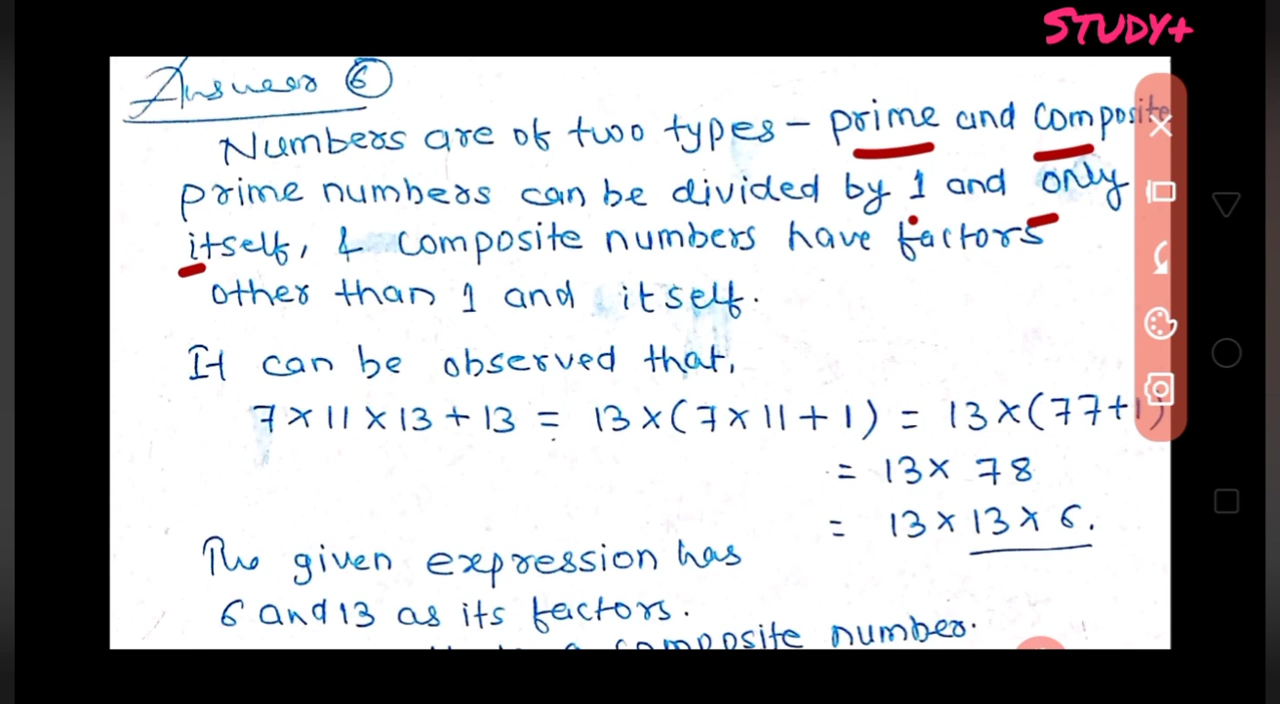 STUDY+
Answer 6
Numbers are of two types - prime and composite
prime numbers can be divided by 1 and only
itself, & composite numbers have factors
other than 1 and itself.
It can be observed that,
7 × 11 × 13 + 13 = 13 × (7 × 11 + 1) = 13 × (77 + 1)
= 13 × 78
= 13 × 13 × 6.
The given expression has
6 and 13 as its factors.
a composite number.